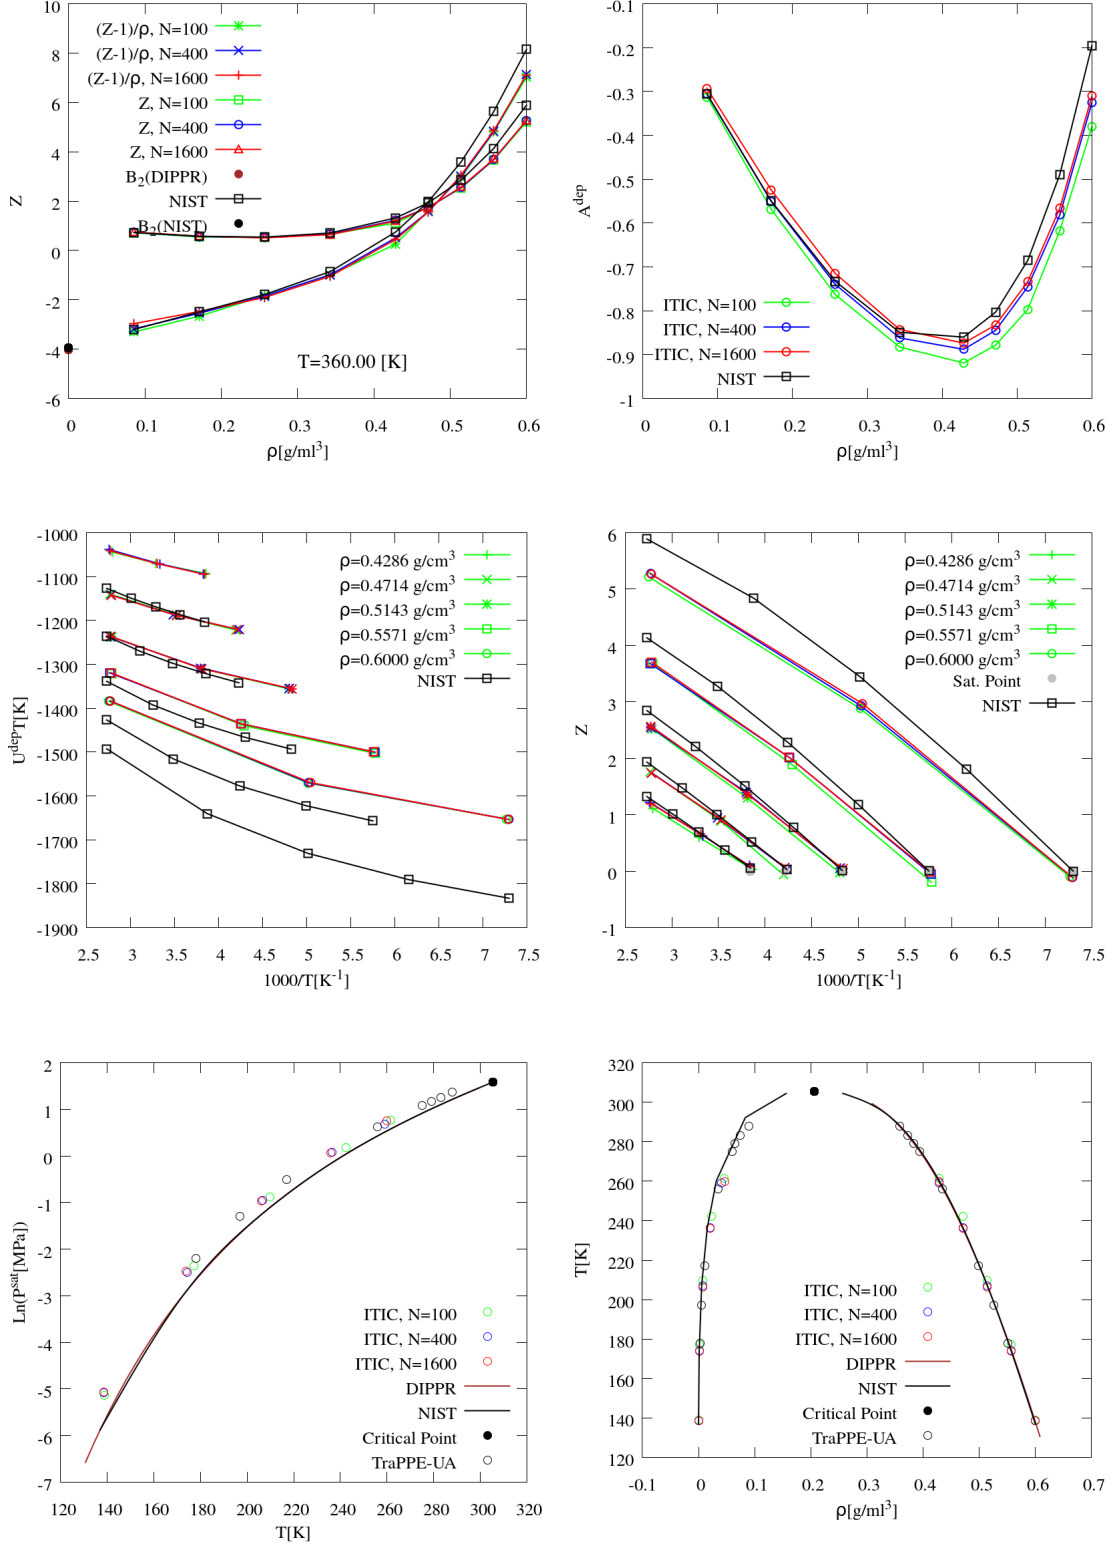 10
8
6
4
2
0
-2
-4
-6
Z
(Z-1)/ρ, N=100
(Z-1)/ρ, N=400
(Z-1)/ρ, N=1600
Z, N=100
Z, N=400
Z, N=1600
B2(DIPPR)
NIST
B2(NIST)
T=360.00 [K]
0 0.1 0.2 0.3 0.4 0.5 0.6
ρ[g/ml³]
-0.1
-0.2
-0.3
-0.4
-0.5
-0.6
-0.7
-0.8
-0.9
-1
A^dep
ITIC, N=100
ITIC, N=400
ITIC, N=1600
NIST
0 0.1 0.2 0.3 0.4 0.5 0.6
ρ[g/ml³]
-1000
-1100
-1200
-1300
-1400
-1500
-1600
-1700
-1800
-1900
U^dep T[K]
ρ=0.4286 g/cm³
ρ=0.4714 g/cm³
ρ=0.5143 g/cm³
ρ=0.5571 g/cm³
ρ=0.6000 g/cm³
NIST
2.5 3 3.5 4 4.5 5 5.5 6 6.5 7 7.5
1000/T[K⁻¹]
6
5
4
3
2
1
0
-1
Z
ρ=0.4286 g/cm³
ρ=0.4714 g/cm³
ρ=0.5143 g/cm³
ρ=0.5571 g/cm³
ρ=0.6000 g/cm³
Sat. Point
NIST
2.5 3 3.5 4 4.5 5 5.5 6 6.5 7 7.5
1000/T[K⁻¹]
2
1
0
-1
-2
-3
-4
-5
-6
-7
Ln(P^sat[MPa])
ITIC, N=100
ITIC, N=400
ITIC, N=1600
DIPPR
NIST
Critical Point
TraPPE-UA
120 140 160 180 200 220 240 260 280 300 320
T[K]
320
300
280
260
240
220
200
180
160
140
120
T[K]
ITIC, N=100
ITIC, N=400
ITIC, N=1600
DIPPR
NIST
Critical Point
TraPPE-UA
-0.1 0 0.1 0.2 0.3 0.4 0.5 0.6 0.7
ρ[g/ml³]